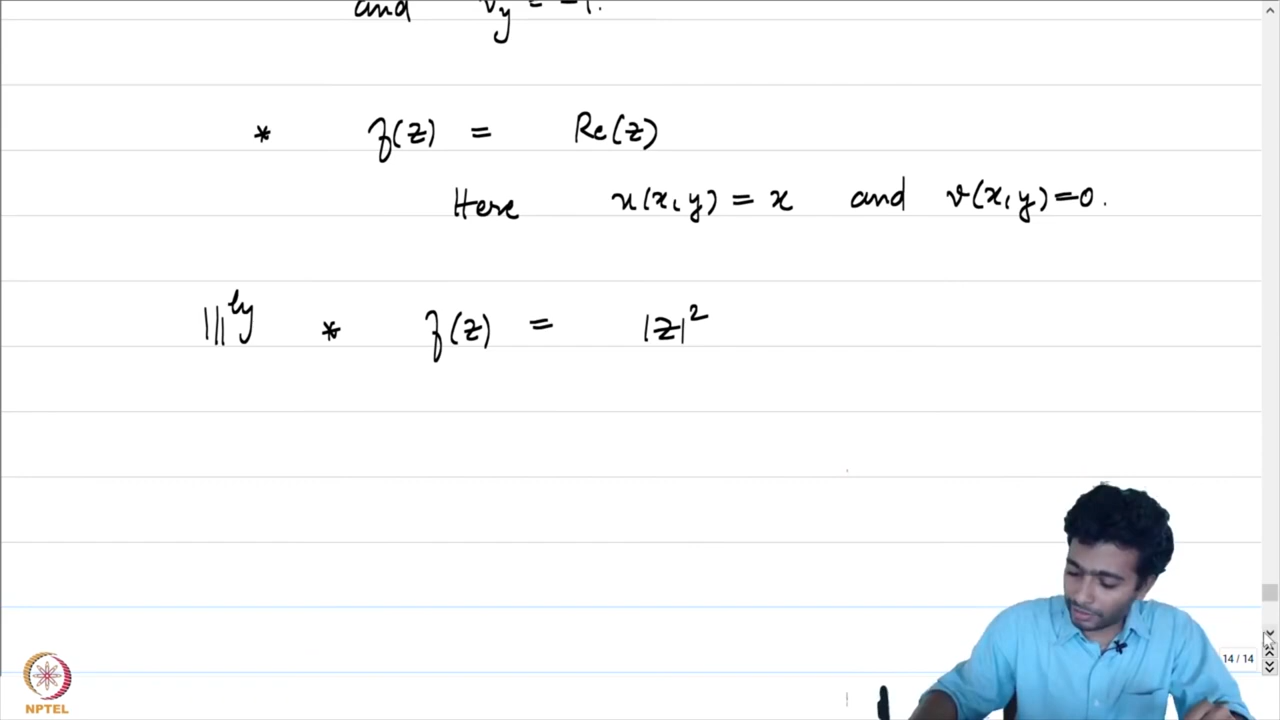 and v_y = -1.
* f(z) = Re(z)
Here u(x,y) = x and v(x,y)=0.
|||ly * f(z) = |z|²
14 / 14
NPTEL